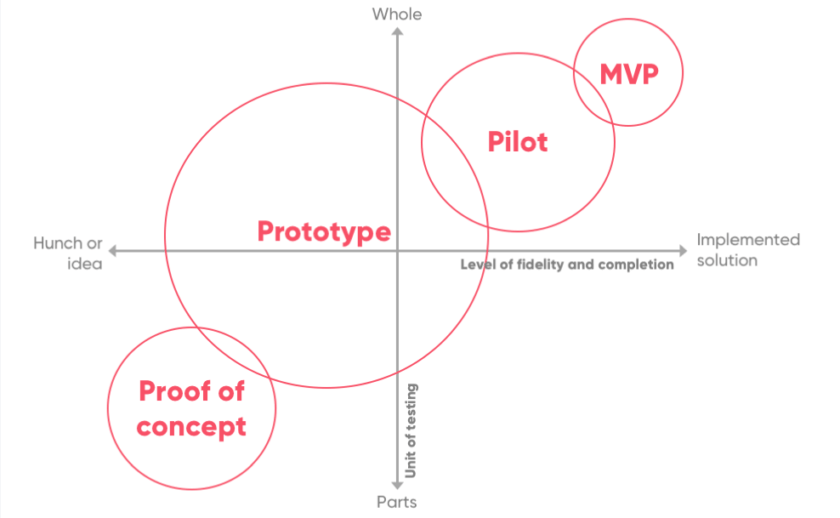 Whole
MVP
Pilot
Prototype
Hunch or
idea
Implemented
solution
Level of fidelity and completion
Proof of
concept
Unit of testing
Parts